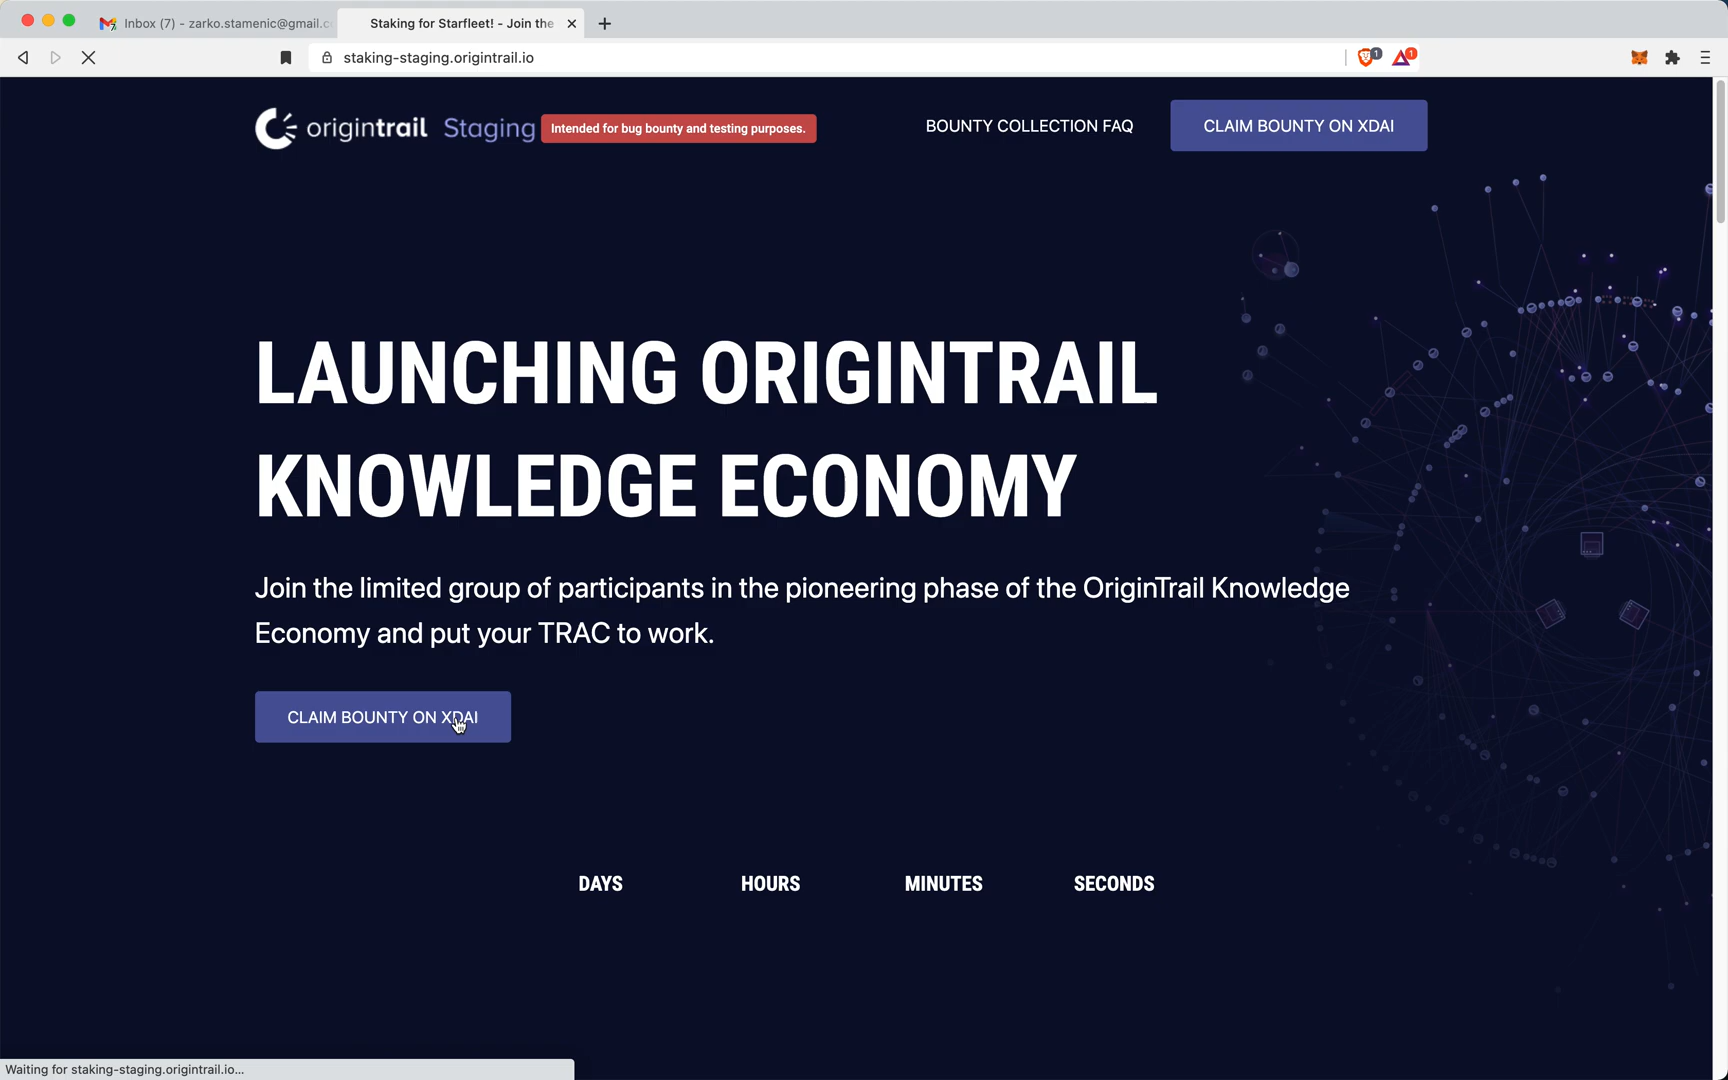 Inbox (7) - zarko.stamenic@gmail.c
Staking for Starfleet! - Join the
staking-staging.origintrail.io
1
1
origintrail Staging
Intended for bug bounty and testing purposes.
BOUNTY COLLECTION FAQ
CLAIM BOUNTY ON XDAI
LAUNCHING ORIGINTRAIL
KNOWLEDGE ECONOMY
Join the limited group of participants in the pioneering phase of the OriginTrail Knowledge
Economy and put your TRAC to work.
CLAIM BOUNTY ON XDAI
DAYS
HOURS
MINUTES
SECONDS
Waiting for staking-staging.origintrail.io...